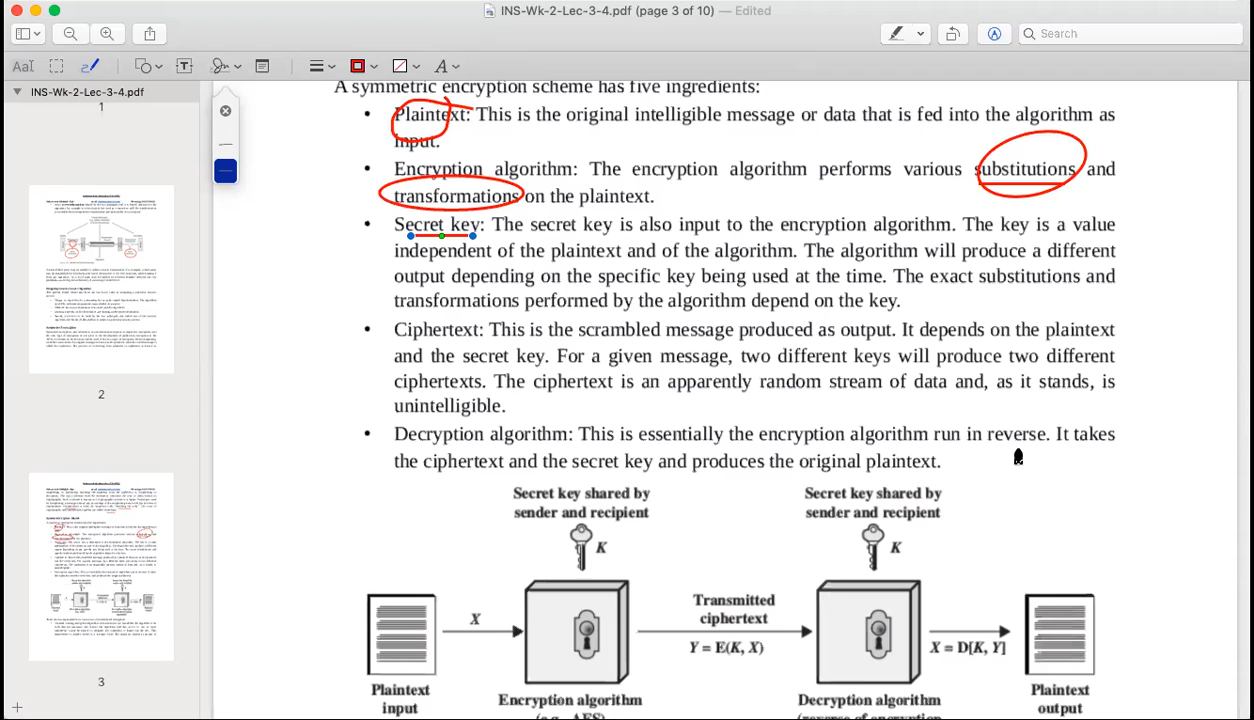 INS-Wk-2-Lec-3-4.pdf (page 3 of 10) — Edited
Search
AaI
T
A
INS-Wk-2-Lec-3-4.pdf
1
2
3
A symmetric encryption scheme has five ingredients:
• Plaintext: This is the original intelligible message or data that is fed into the algorithm as
input.
• Encryption algorithm: The encryption algorithm performs various substitutions and
transformations on the plaintext.
• Secret key: The secret key is also input to the encryption algorithm. The key is a value
independent of the plaintext and of the algorithm. The algorithm will produce a different
output depending on the specific key being used at the time. The exact substitutions and
transformations performed by the algorithm depend on the key.
• Ciphertext: This is the scrambled message produced as output. It depends on the plaintext
and the secret key. For a given message, two different keys will produce two different
ciphertexts. The ciphertext is an apparently random stream of data and, as it stands, is
unintelligible.
• Decryption algorithm: This is essentially the encryption algorithm run in reverse. It takes
the ciphertext and the secret key and produces the original plaintext.
Secret key shared by
sender and recipient
K
Secret key shared by
sender and recipient
K
X
Transmitted
ciphertext
Y = E(K, X)
X = D[K, Y]
Plaintext
input
Encryption algorithm
Decryption algorithm
Plaintext
output